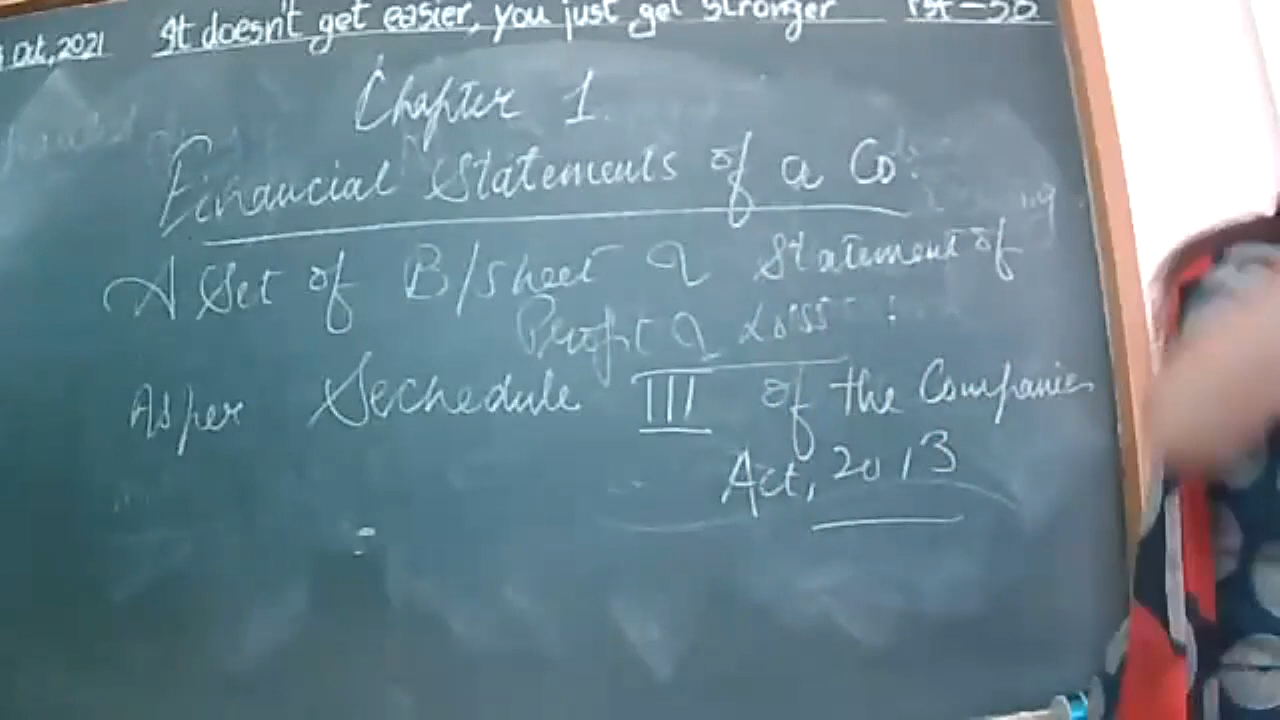 Oct, 2021 It doesn't get easier, you just get stronger
Chapter 1.
Financial Statements of a Co.
A Set of B/Sheet & Statement of
Profit & Loss :
As per Sechedule III of the Companies
Act, 2013